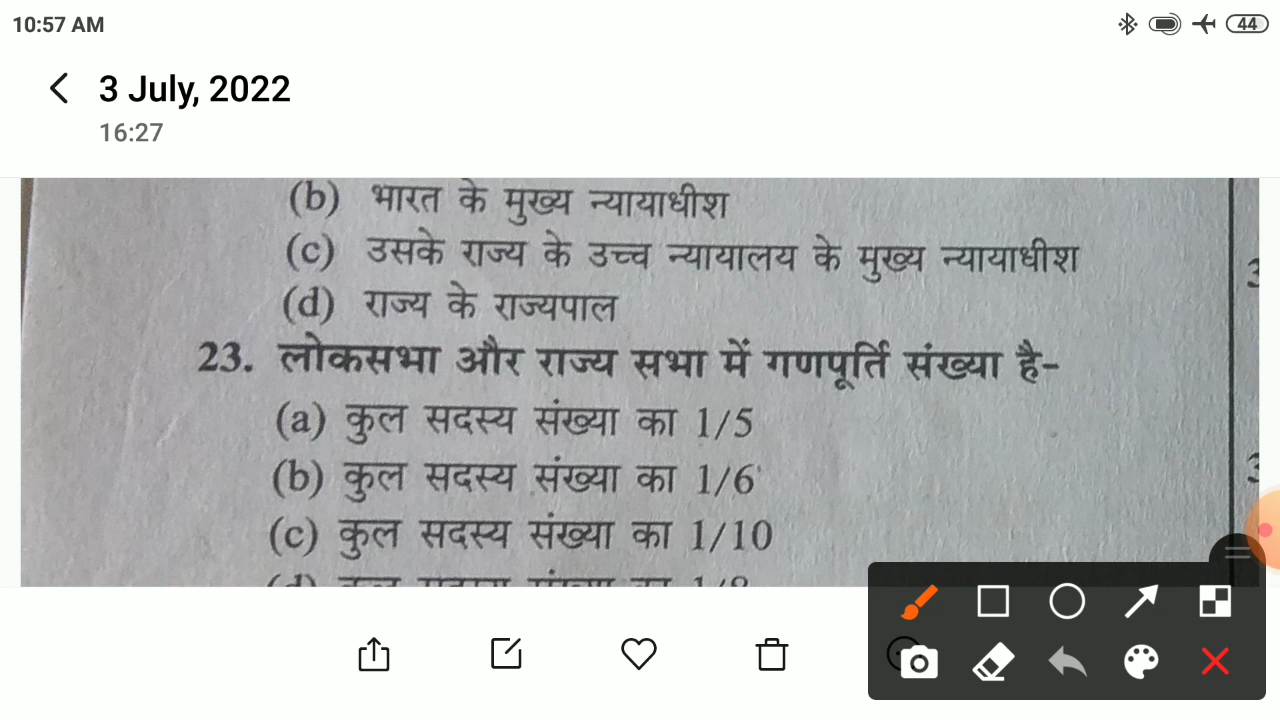 10:57 AM
44
3 July, 2022
16:27
(b) भारत के मुख्य न्यायाधीश
(c) उसके राज्य के उच्च न्यायालय के मुख्य न्यायाधीश
(d) राज्य के राज्यपाल
23. लोकसभा और राज्य सभा में गणपूर्ति संख्या है-
(a) कुल सदस्य संख्या का 1/5
(b) कुल सदस्य संख्या का 1/6
(c) कुल सदस्य संख्या का 1/10